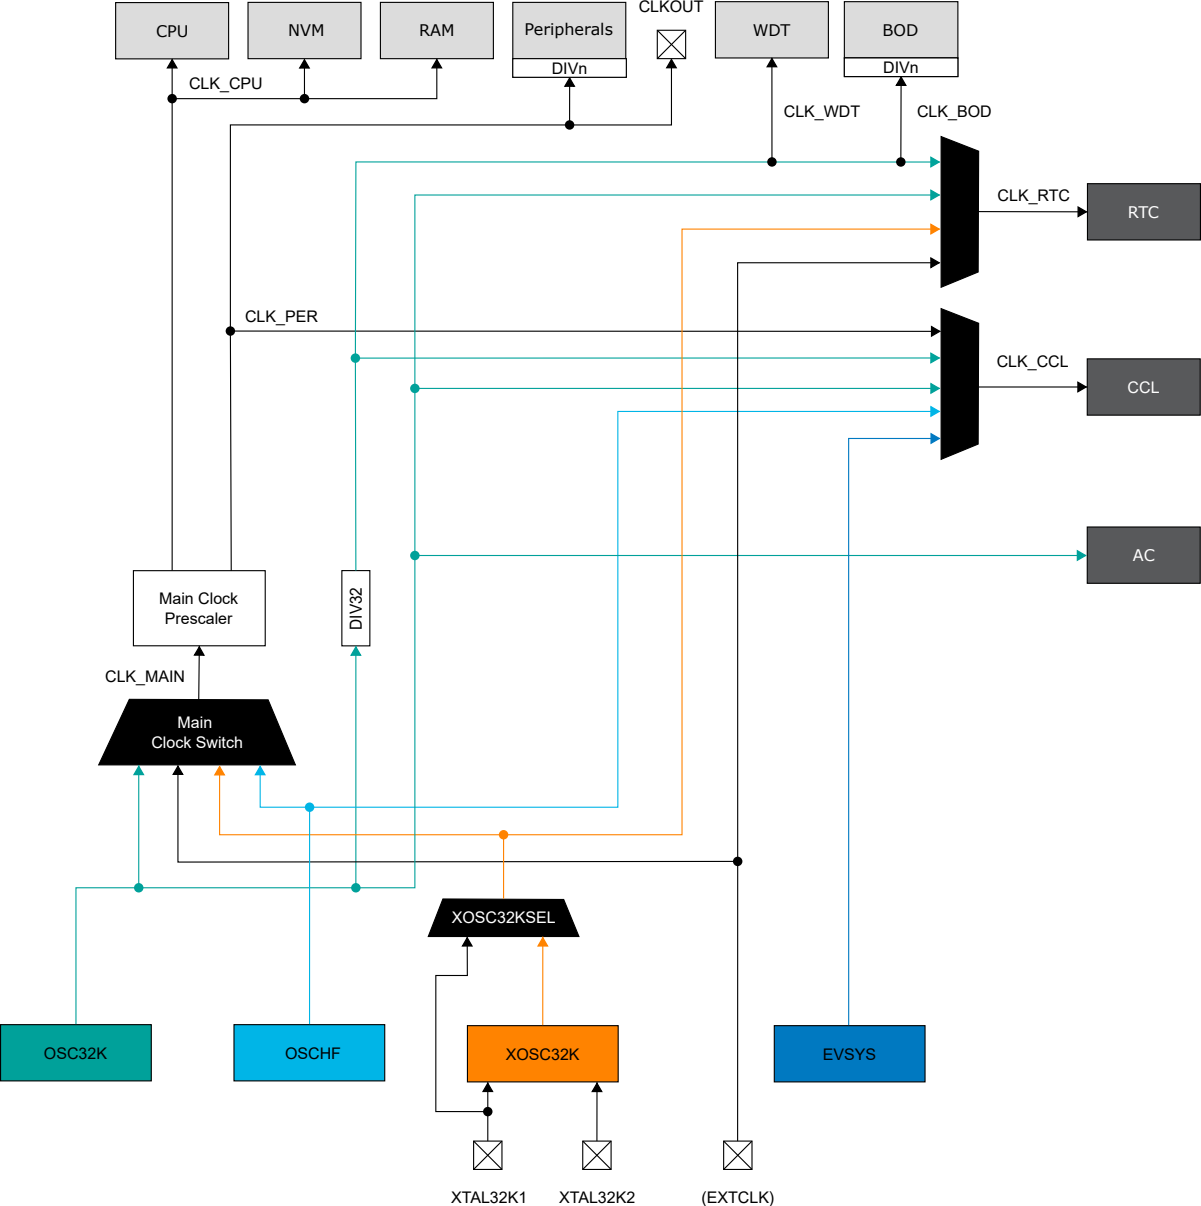 CLKOUT
CPU
NVM
RAM
Peripherals
WDT
BOD
DIVn
DIVn
CLK_CPU
CLK_WDT
CLK_BOD
CLK_RTC
RTC
CLK_PER
CLK_CCL
CCL
AC
Main Clock
Prescaler
DIV32
CLK_MAIN
Main
Clock Switch
XOSC32KSEL
OSC32K
OSCHF
XOSC32K
EVSYS
XTAL32K1
XTAL32K2
(EXTCLK)